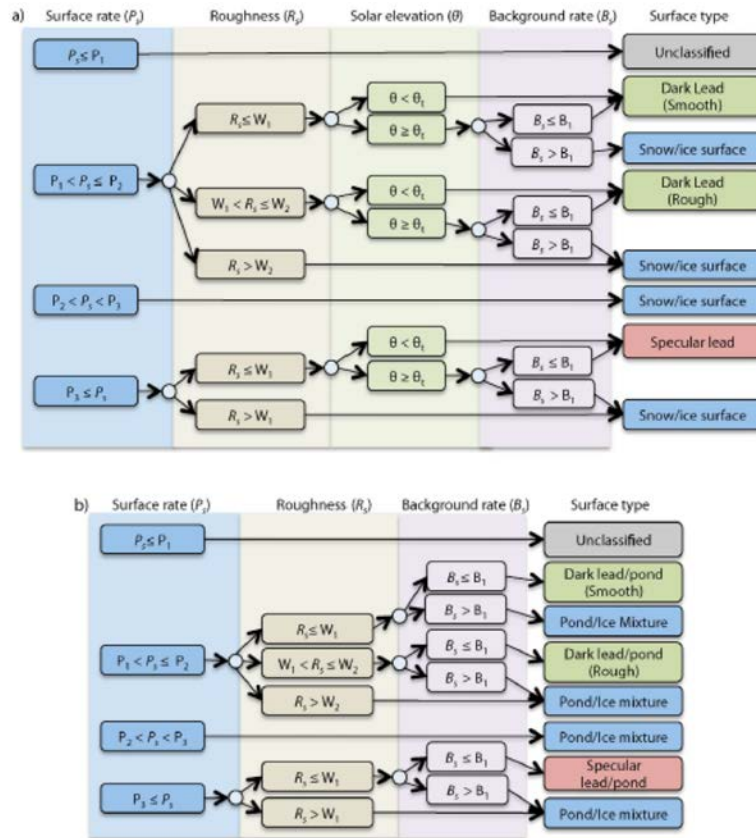 a) Surface rate (Pₛ) Roughness (Rₛ) Solar elevation (θ) Background rate (Bₛ) Surface type
Pₛ ≤ P₁ Unclassified
θ < θₜ Dark Lead
(Smooth)
Rₛ ≤ W₁ θ ≥ θₜ Bₛ ≤ B₁
Bₛ > B₁ Snow/ice surface
P₁ < Pₛ ≤ P₂ W₁ < Rₛ ≤ W₂ θ < θₜ Dark Lead
(Rough)
θ ≥ θₜ Bₛ ≤ B₁
Bₛ > B₁
Rₛ > W₂ Snow/ice surface
P₂ < Pₛ < P₃ Snow/ice surface
θ < θₜ Specular lead
Rₛ ≤ W₁ θ ≥ θₜ Bₛ ≤ B₁
P₃ ≤ Pₛ Bₛ > B₁
Rₛ > W₁ Snow/ice surface
b) Surface rate (Pₛ) Roughness (Rₛ) Background rate (Bₛ) Surface type
Pₛ ≤ P₁ Unclassified
Bₛ ≤ B₁ Dark lead/pond
(Smooth)
Bₛ > B₁ Pond/Ice Mixture
Rₛ ≤ W₁
P₁ < Pₛ ≤ P₂ W₁ < Rₛ ≤ W₂ Bₛ ≤ B₁ Dark lead/pond
(Rough)
Bₛ > B₁
Rₛ > W₂ Pond/Ice mixture
P₂ < Pₛ < P₃ Pond/Ice mixture
Bₛ ≤ B₁ Specular
lead/pond
Rₛ ≤ W₁ Bₛ > B₁
P₃ ≤ Pₛ
Rₛ > W₁ Pond/Ice mixture